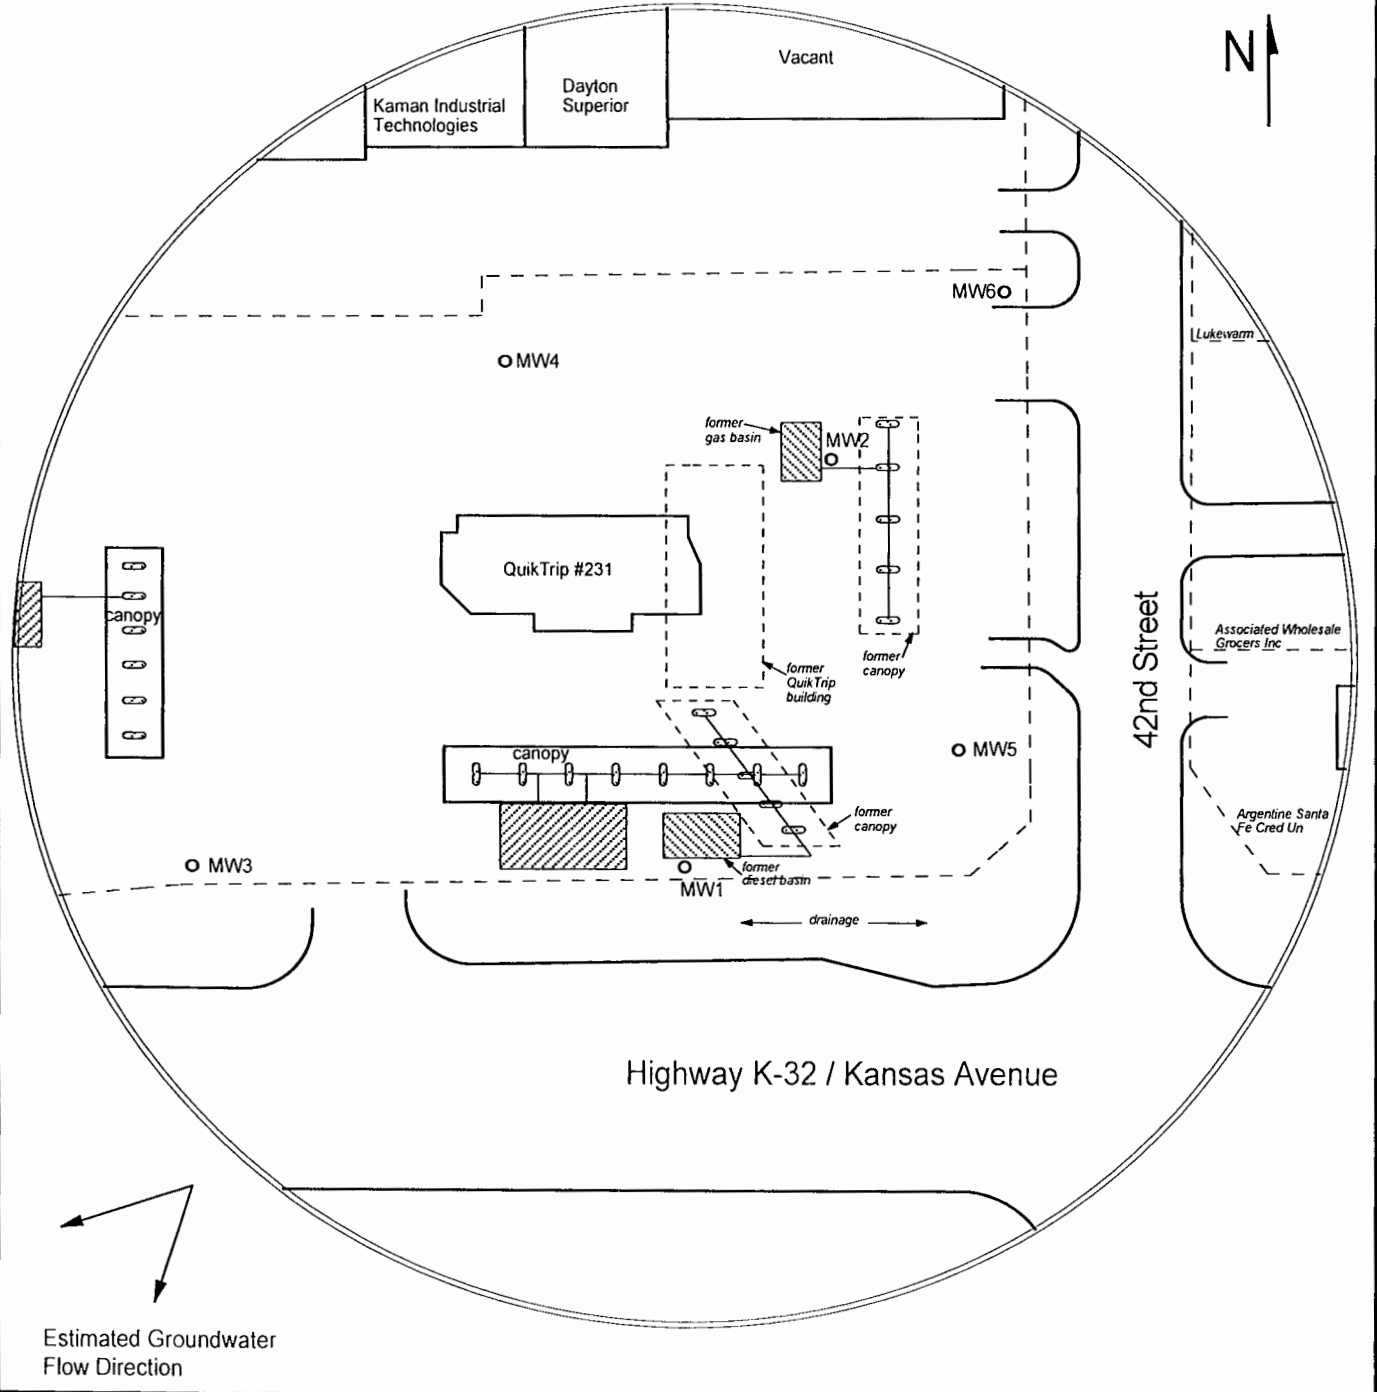 Vacant
N
Kaman Industrial
Technologies
Dayton
Superior
MW6
Lukewarm
MW4
former
gas basin
MW2
QuikTrip #231
canopy
former
QuikTrip
building
former
canopy
42nd Street
Associated Wholesale
Grocers Inc
canopy
MW5
former
canopy
Argentine Santa
Fe Cred Un
MW3
MW1
former
diesel basin
drainage
Highway K-32 / Kansas Avenue
Estimated Groundwater
Flow Direction